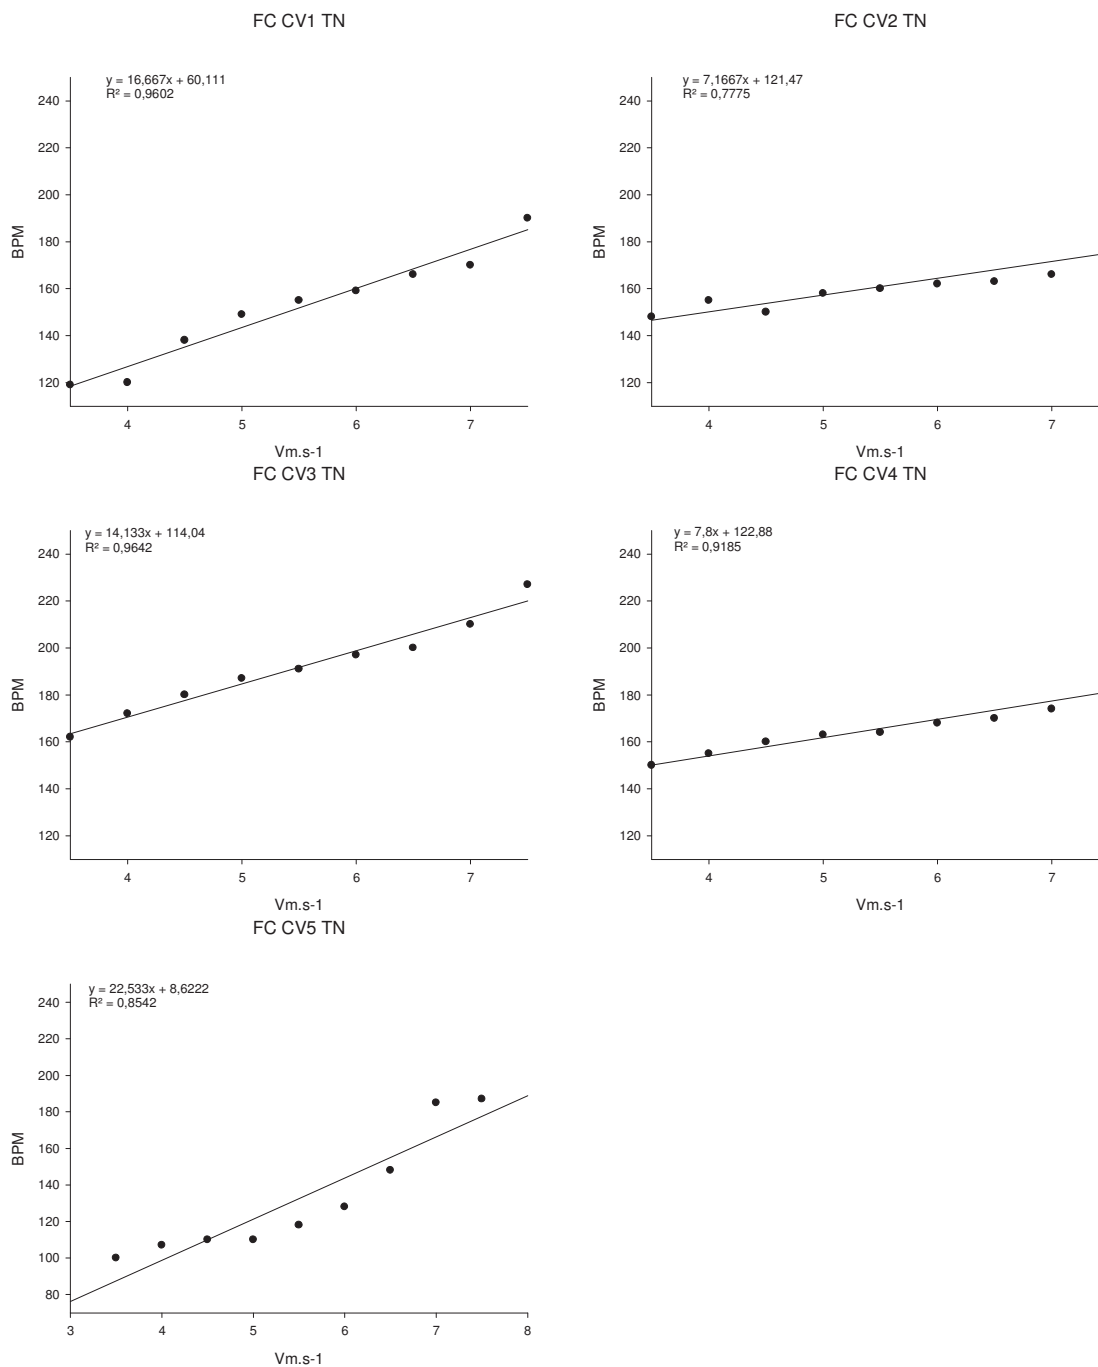 FC CV1 TN
y = 16,667x + 60,111
R² = 0,9602
240
220
200
180
160
140
120
BPM
4 5 6 7
Vm.s-1
FC CV2 TN
y = 7,1667x + 121,47
R² = 0,7775
240
220
200
180
160
140
120
BPM
4 5 6 7
Vm.s-1
FC CV3 TN
y = 14,133x + 114,04
R² = 0,9642
240
220
200
180
160
140
120
BPM
4 5 6 7
Vm.s-1
FC CV4 TN
y = 7,8x + 122,88
R² = 0,9185
240
220
200
180
160
140
120
BPM
4 5 6 7
Vm.s-1
FC CV5 TN
y = 22,533x + 8,6222
R² = 0,8542
240
220
200
180
160
140
120
100
80
BPM
3 4 5 6 7 8
Vm.s-1